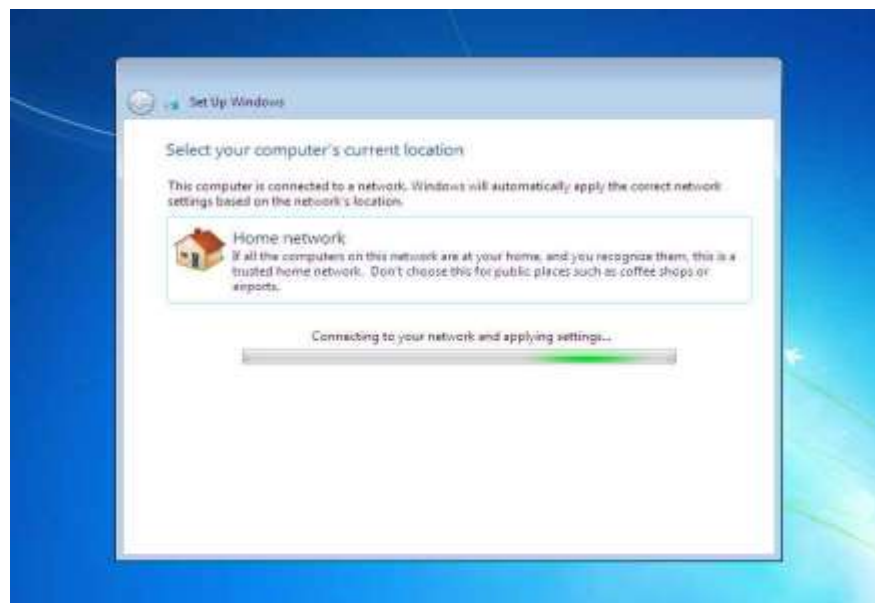 Set Up Windows
Select your computer's current location
This computer is connected to a network. Windows will automatically apply the correct network
settings based on the network's location.
Home network
If all the computers on this network are at your home, and you recognize them, this is a
trusted home network. Don't choose this for public places such as coffee shops or
airports.
Connecting to your network and applying settings...